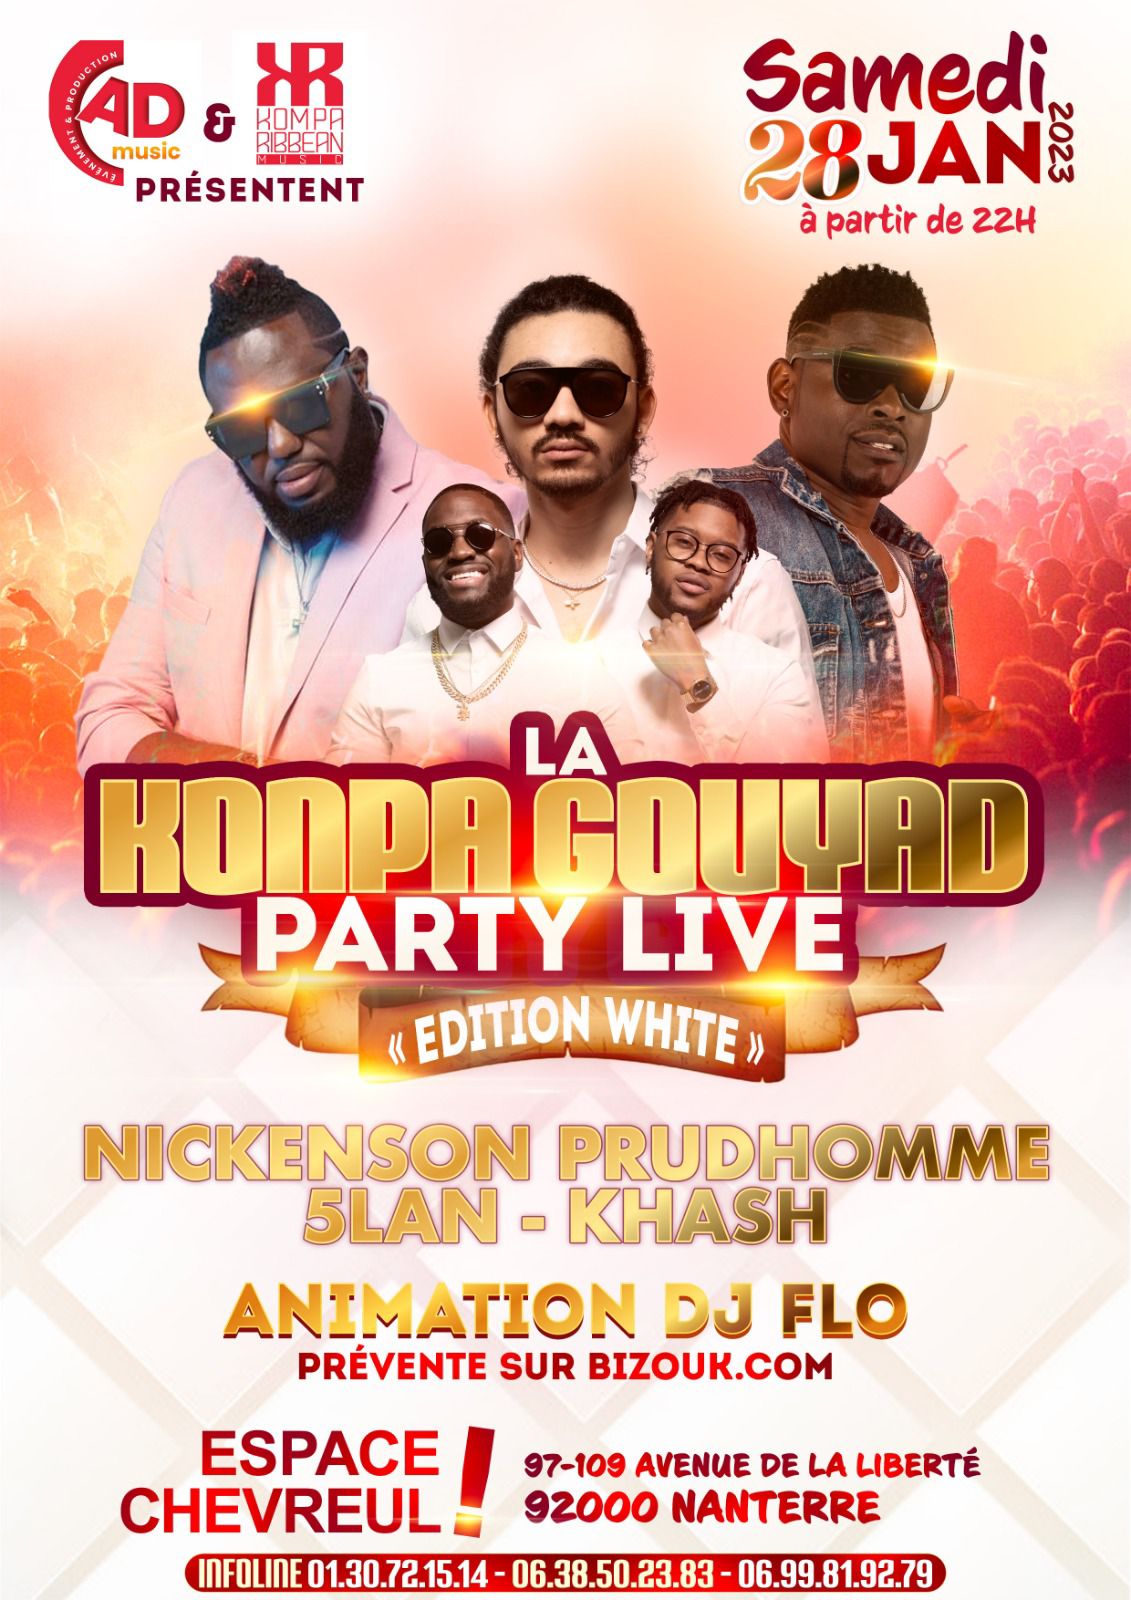 ÉVÉNEMENT & PRODUCTION
CAD
music
&
KR
KOMPA
RIBBEAN
MUSIC
PRÉSENTENT
Samedi
28 JAN
2023
à partir de 22H
LA
KONPA GOUYAD
PARTY LIVE
« EDITION WHITE »
NICKENSON PRUDHOMME
5LAN - KHASH
ANIMATION DJ FLO
PRÉVENTE SUR BIZOUK.COM
ESPACE
CHEVREUL !
97-109 AVENUE DE LA LIBERTÉ
92000 NANTERRE
INFOLINE 01.30.72.15.14 - 06.38.50.23.83 - 06.99.81.92.79